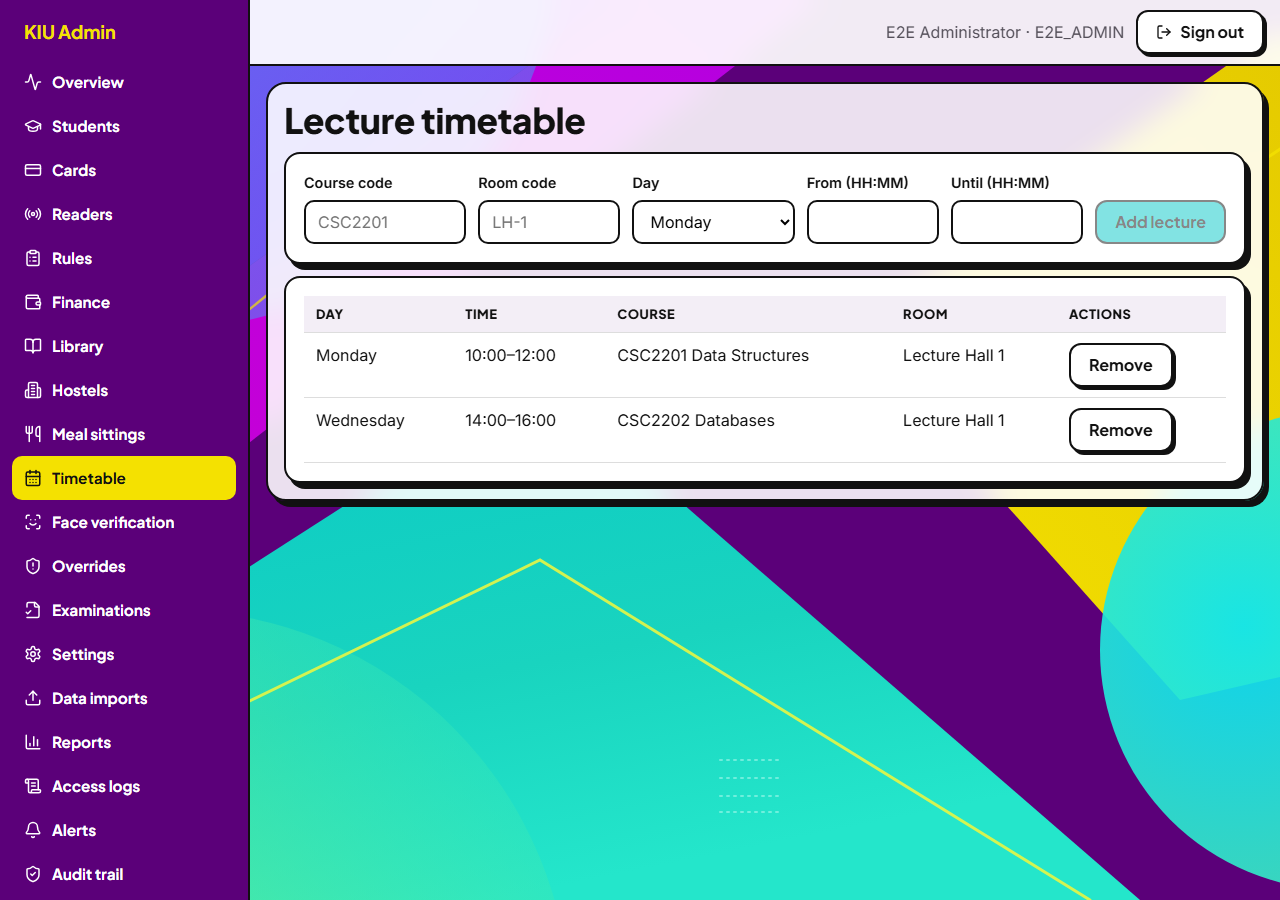 KIU Admin
Overview
Students
Cards
Readers
Rules
Finance
Library
Hostels
Meal sittings
Timetable
Face verification
Overrides
Examinations
Settings
Data imports
Reports
Access logs
Alerts
Audit trail
E2E Administrator · E2E_ADMIN Sign out
Lecture timetable
Course code Room code Day From (HH:MM) Until (HH:MM)
CSC2201 LH-1 Monday Add lecture
DAY TIME COURSE ROOM ACTIONS
Monday 10:00–12:00 CSC2201 Data Structures Lecture Hall 1 Remove
Wednesday 14:00–16:00 CSC2202 Databases Lecture Hall 1 Remove